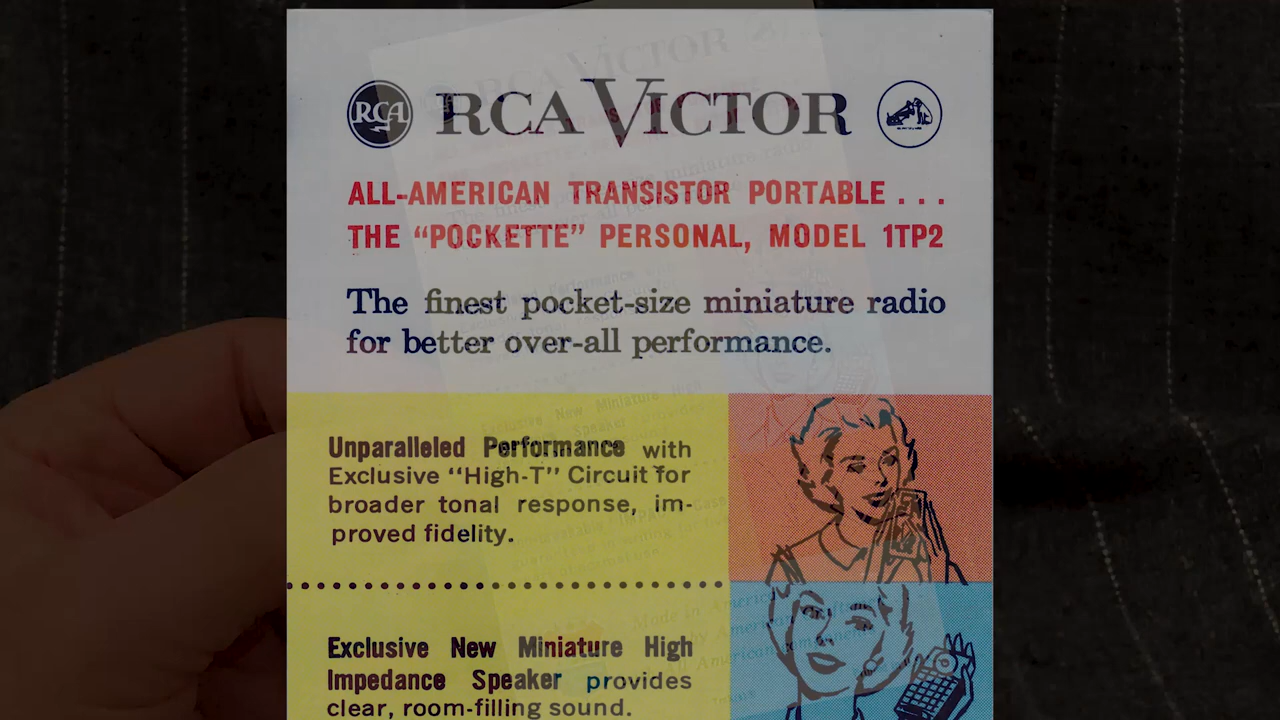 RCA RCA VICTOR
ALL-AMERICAN TRANSISTOR PORTABLE . . .
THE “POCKETTE” PERSONAL, MODEL 1TP2
The finest pocket-size miniature radio
for better over-all performance.
Unparalleled Performance with
Exclusive “High-T” Circuit for
broader tonal response, im-
proved fidelity.
Exclusive New Miniature High
Impedance Speaker provides
clear, room-filling sound.